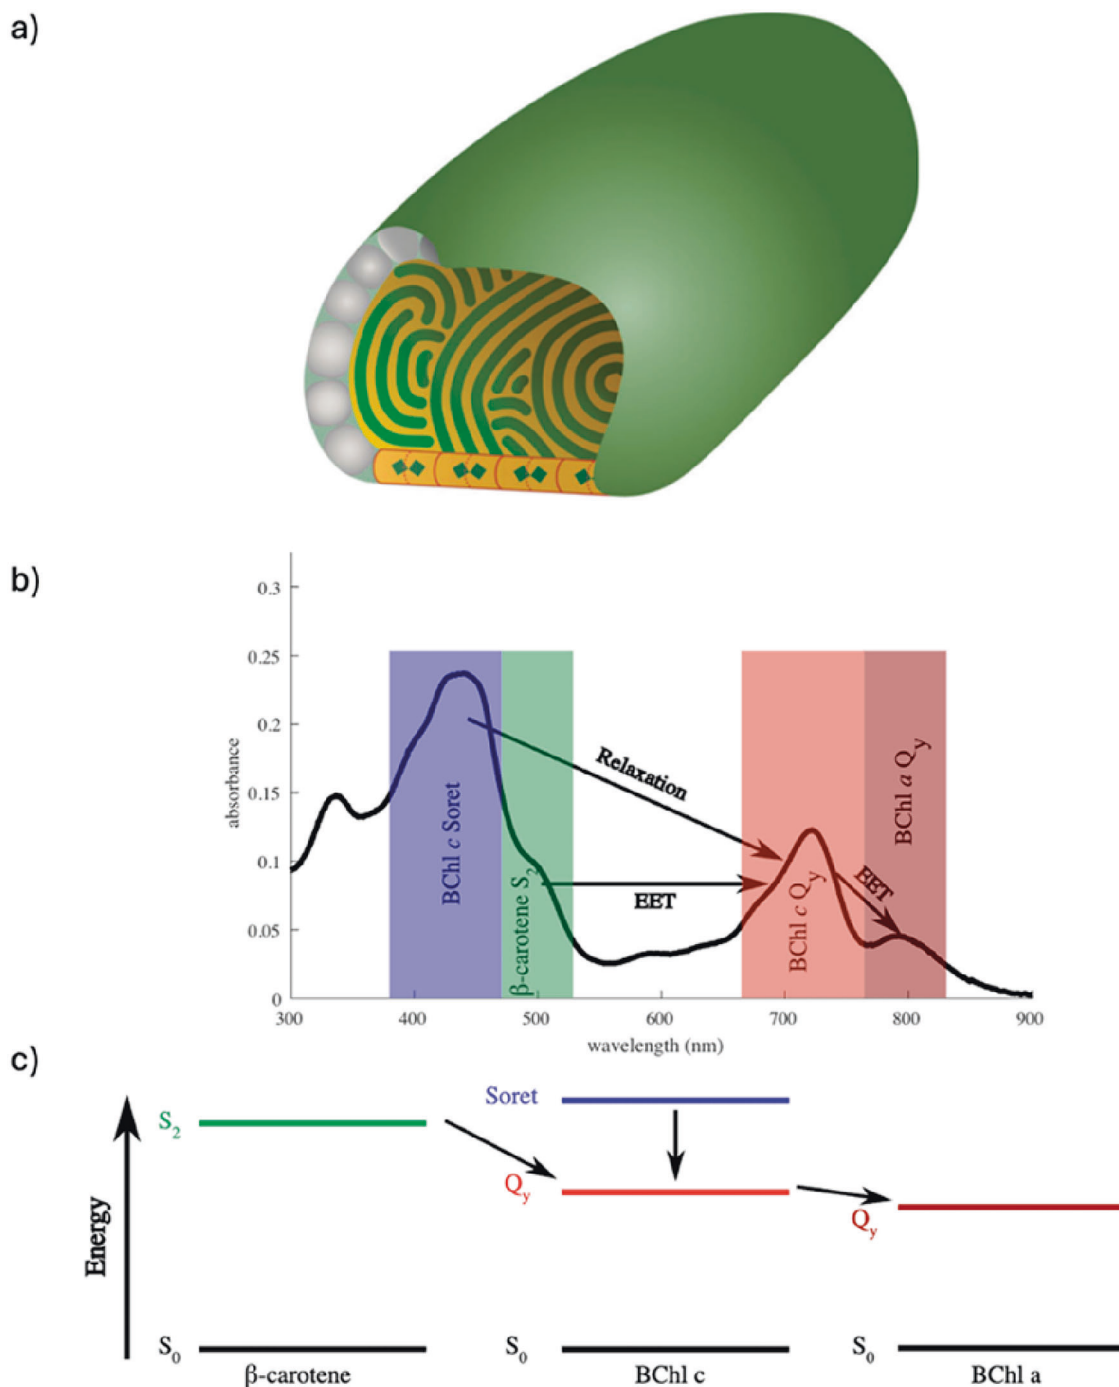 a)
b)
0.3
0.25
0.2
0.15
0.1
0.05
0
absorbance
300
400
500
600
700
800
900
wavelength (nm)
BChl c Soret
β-carotene S₂
Relaxation
EET
BChl c Qy
EET
BChl a Qy
c)
Energy
S₂
Soret
Qy
Qy
S₀
S₀
S₀
β-carotene
BChl c
BChl a